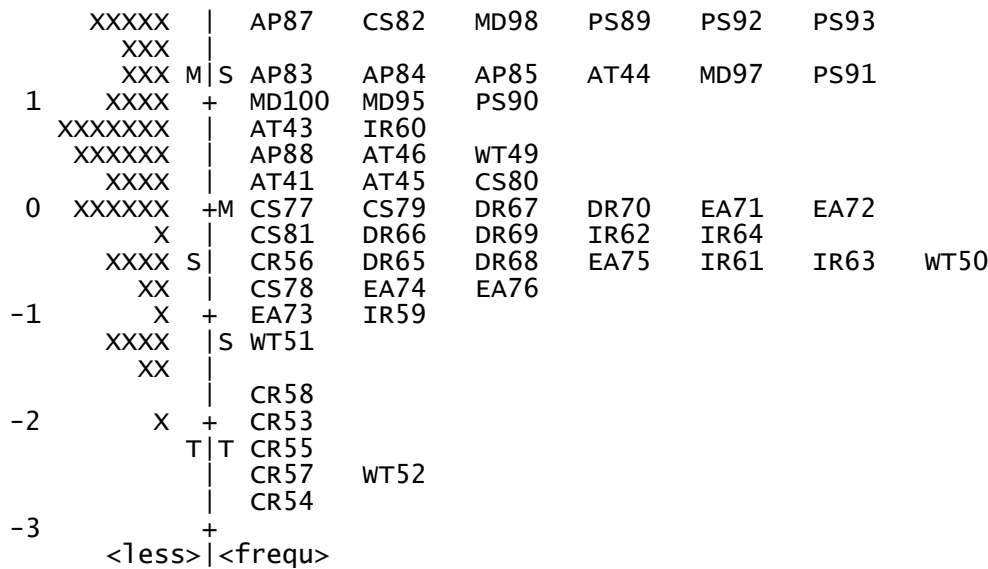 XXXXX  |  AP87   CS82   MD98   PS89   PS92   PS93
       XXX  |
       XXX M|S AP83   AP84   AP85   AT44   MD97   PS91
 1    XXXX  +  MD100  MD95   PS90
   XXXXXXX  |  AT43   IR60
    XXXXXX  |  AP88   AT46   WT49
      XXXX  |  AT41   AT45   CS80
 0  XXXXXX  +M CS77   CS79   DR67   DR70   EA71   EA72
         X  |  CS81   DR66   DR69   IR62   IR64
      XXXX S|  CR56   DR65   DR68   EA75   IR61   IR63   WT50
        XX  |  CS78   EA74   EA76
-1       X  +  EA73   IR59
      XXXX  |S WT51
        XX  |
            |  CR58
-2       X  +  CR53
           T|T CR55
            |  CR57   WT52
            |  CR54
-3          +
      <less>|<frequ>